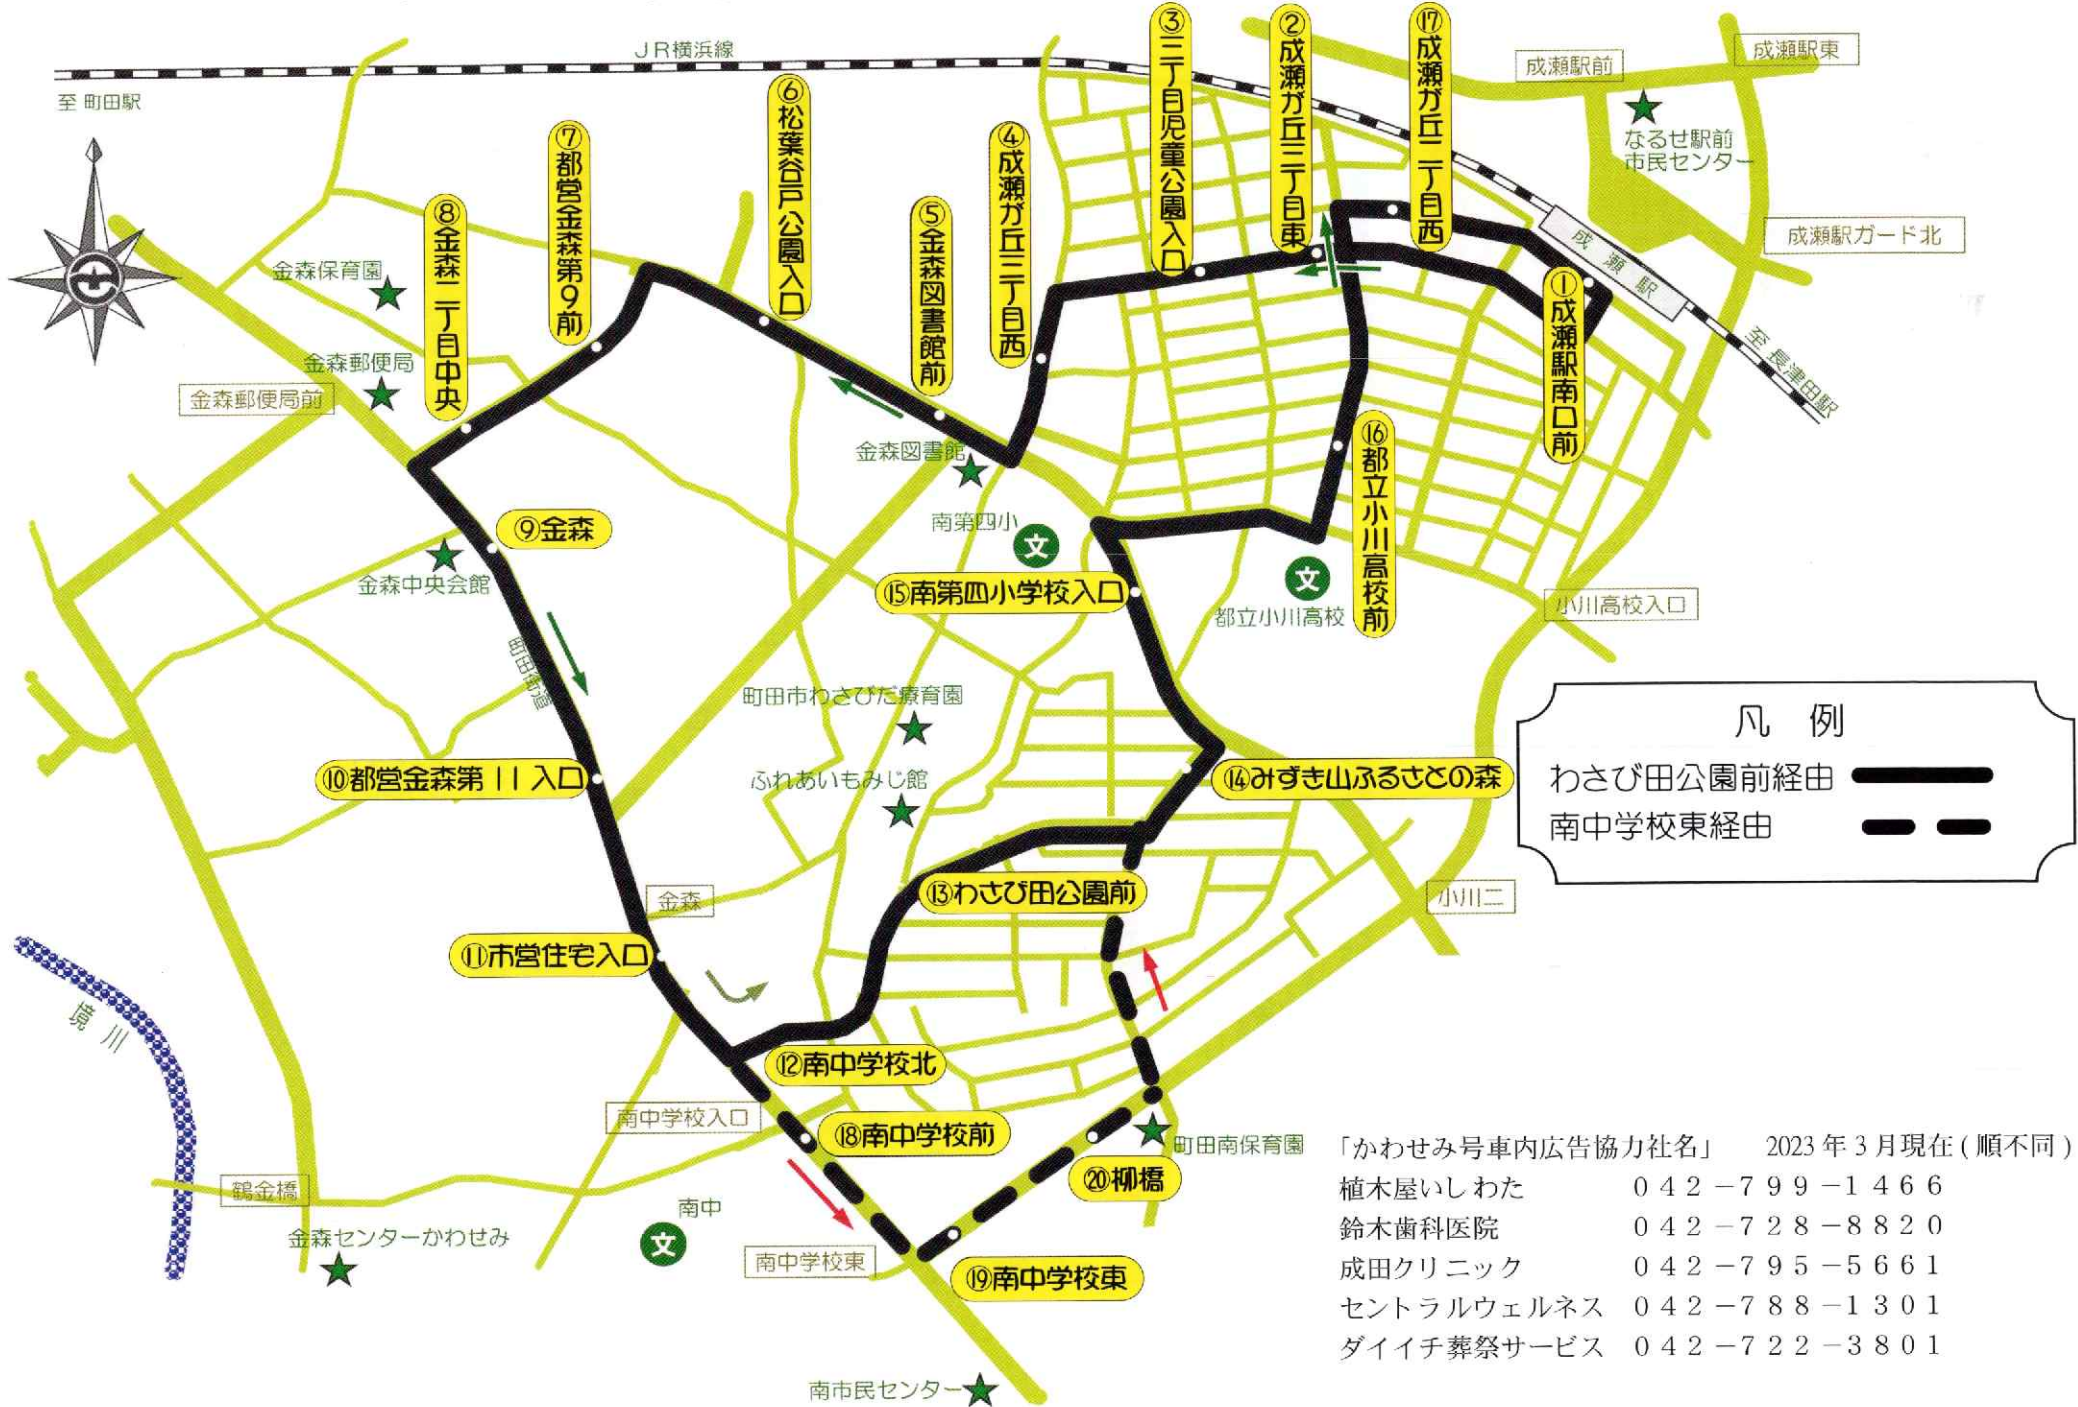 JR横浜線
至 町田駅
③三丁目児童公園入口
②成瀬が丘三丁目東
⑰成瀬が丘二丁目西
成瀬駅前
成瀬駅東
なるせ駅前
市民センター
成瀬駅ガード北
成瀬駅
至 長津田駅
①成瀬駅南口前
④成瀬が丘三丁目西
⑤金森図書館前
⑥松葉谷戸公園入口
⑦都営金森第9前
⑧金森二丁目中央
金森保育園
金森郵便局
金森郵便局前
金森図書館
南第四小
文
⑨金森
金森中央会館
町田街道
⑮南第四小学校入口
文
都立小川高校
⑯都立小川高校前
小川高校入口
町田市わさびだ療育園
ふれあいもみじ館
⑩都営金森第11入口
⑭みずき山ふるさとの森
凡 例
わさび田公園前経由
南中学校東経由
金森
⑬わさび田公園前
小川二
⑪市営住宅入口
境川
⑫南中学校北
南中学校入口
⑱南中学校前
町田南保育園
⑳柳橋
鶴金橋
金森センターかわせみ
南中
文
南中学校東
⑲南中学校東
南市民センター
「かわせみ号車内広告協力社名」 2023年3月現在(順不同)
植木屋いしわた 042-799-1466
鈴木歯科医院 042-728-8820
成田クリニック 042-795-5661
セントラルウェルネス 042-788-1301
ダイイチ葬祭サービス 042-722-3801